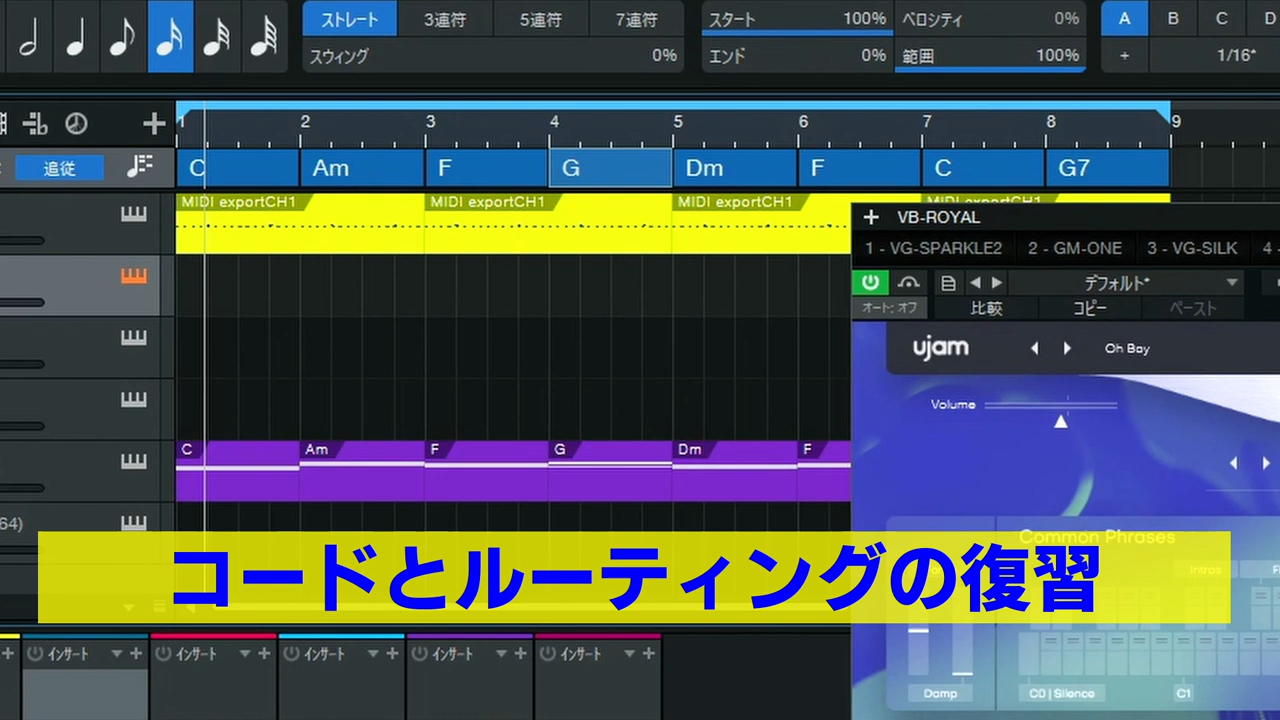 ストレート 3連符 5連符 7連符 スタート 100% ベロシティ 0% A B C D
スウィング 0% エンド 0% 範囲 100% + 1/16*
1 2 3 4 5 6 7 8 9
追従 C Am F G Dm F C G7
MIDI exportCH1 MIDI exportCH1 MIDI exportCH1 MIDI exportCH1
VB-ROYAL
1 - VG-SPARKLE2 2 - GM-ONE 3 - VG-SILK 4 -
デフォルト*
オート: オフ 比較 コピー ペースト
ujam Oh Boy
Volume
C Am F G Dm F
64)
Common Phrases
コードとルーティングの復習
Intros
インサート インサート インサート インサート インサート
Damp C0 | Silence C1